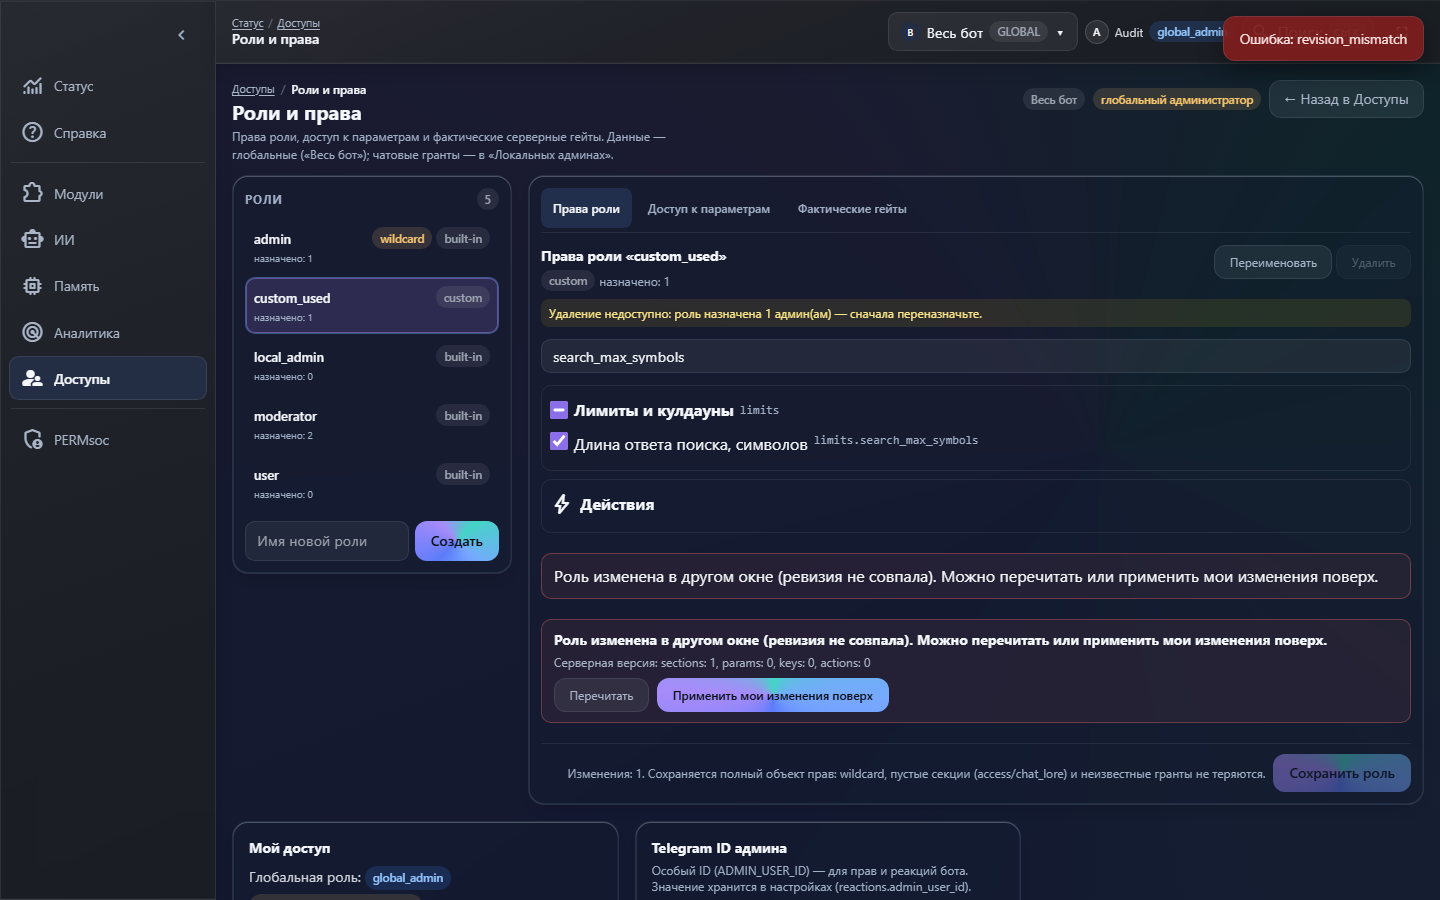 Статус / Доступы
Роли и права
B Весь бот GLOBAL ▾
A Audit global_admin
Ошибка: revision_mismatch
Статус
Справка
Модули
ИИ
Память
Аналитика
Доступы
PERMsoc
Доступы / Роли и права
Роли и права
Права роли, доступ к параметрам и фактические серверные гейты. Данные —
глобальные («Весь бот»); чатовые гранты — в «Локальных админах».
Весь бот
глобальный администратор
← Назад в Доступы
РОЛИ 5
admin wildcard built-in
назначено: 1
custom_used custom
назначено: 1
local_admin built-in
назначено: 0
moderator built-in
назначено: 2
user built-in
назначено: 0
Имя новой роли Создать
Права роли Доступ к параметрам Фактические гейты
Права роли «custom_used»
custom назначено: 1
Переименовать Удалить
Удаление недоступно: роль назначена 1 админ(ам) — сначала переназначьте.
search_max_symbols
Лимиты и кулдауны limits
Длина ответа поиска, символов limits.search_max_symbols
Действия
Роль изменена в другом окне (ревизия не совпала). Можно перечитать или применить мои изменения поверх.
Роль изменена в другом окне (ревизия не совпала). Можно перечитать или применить мои изменения поверх.
Серверная версия: sections: 1, params: 0, keys: 0, actions: 0
Перечитать Применить мои изменения поверх
Изменения: 1. Сохраняется полный объект прав: wildcard, пустые секции (access/chat_lore) и неизвестные гранты не теряются.
Сохранить роль
Мой доступ
Глобальная роль: global_admin
Telegram ID админа
Особый ID (ADMIN_USER_ID) — для прав и реакций бота.
Значение хранится в настройках (reactions.admin_user_id).